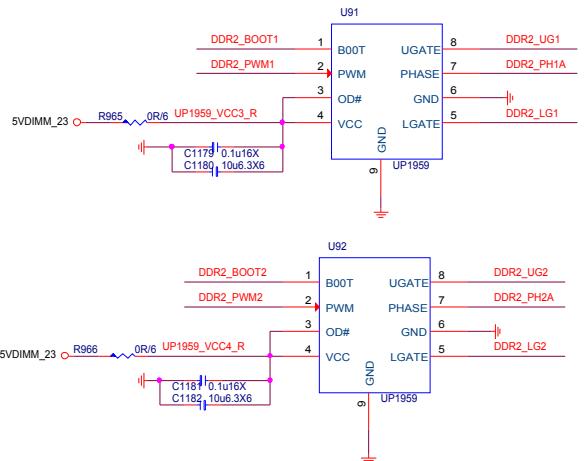 U91
DDR2_BOOT1 1 B00T UGATE 8 DDR2_UG1
DDR2_PWM1 2 PWM PHASE 7 DDR2_PH1A
3 OD# GND 6
5VDIMM_23 R965 0R/6 UP1959_VCC3_R 4 VCC LGATE 5 DDR2_LG1
GND
C1179 0.1u16X
C1180 10u6.3X6
9 UP1959
U92
DDR2_BOOT2 1 B00T UGATE 8 DDR2_UG2
DDR2_PWM2 2 PWM PHASE 7 DDR2_PH2A
3 OD# GND 6
5VDIMM_23 R966 0R/6 UP1959_VCC4_R 4 VCC LGATE 5 DDR2_LG2
GND
C1181 0.1u16X
C1182 10u6.3X6
9 UP1959